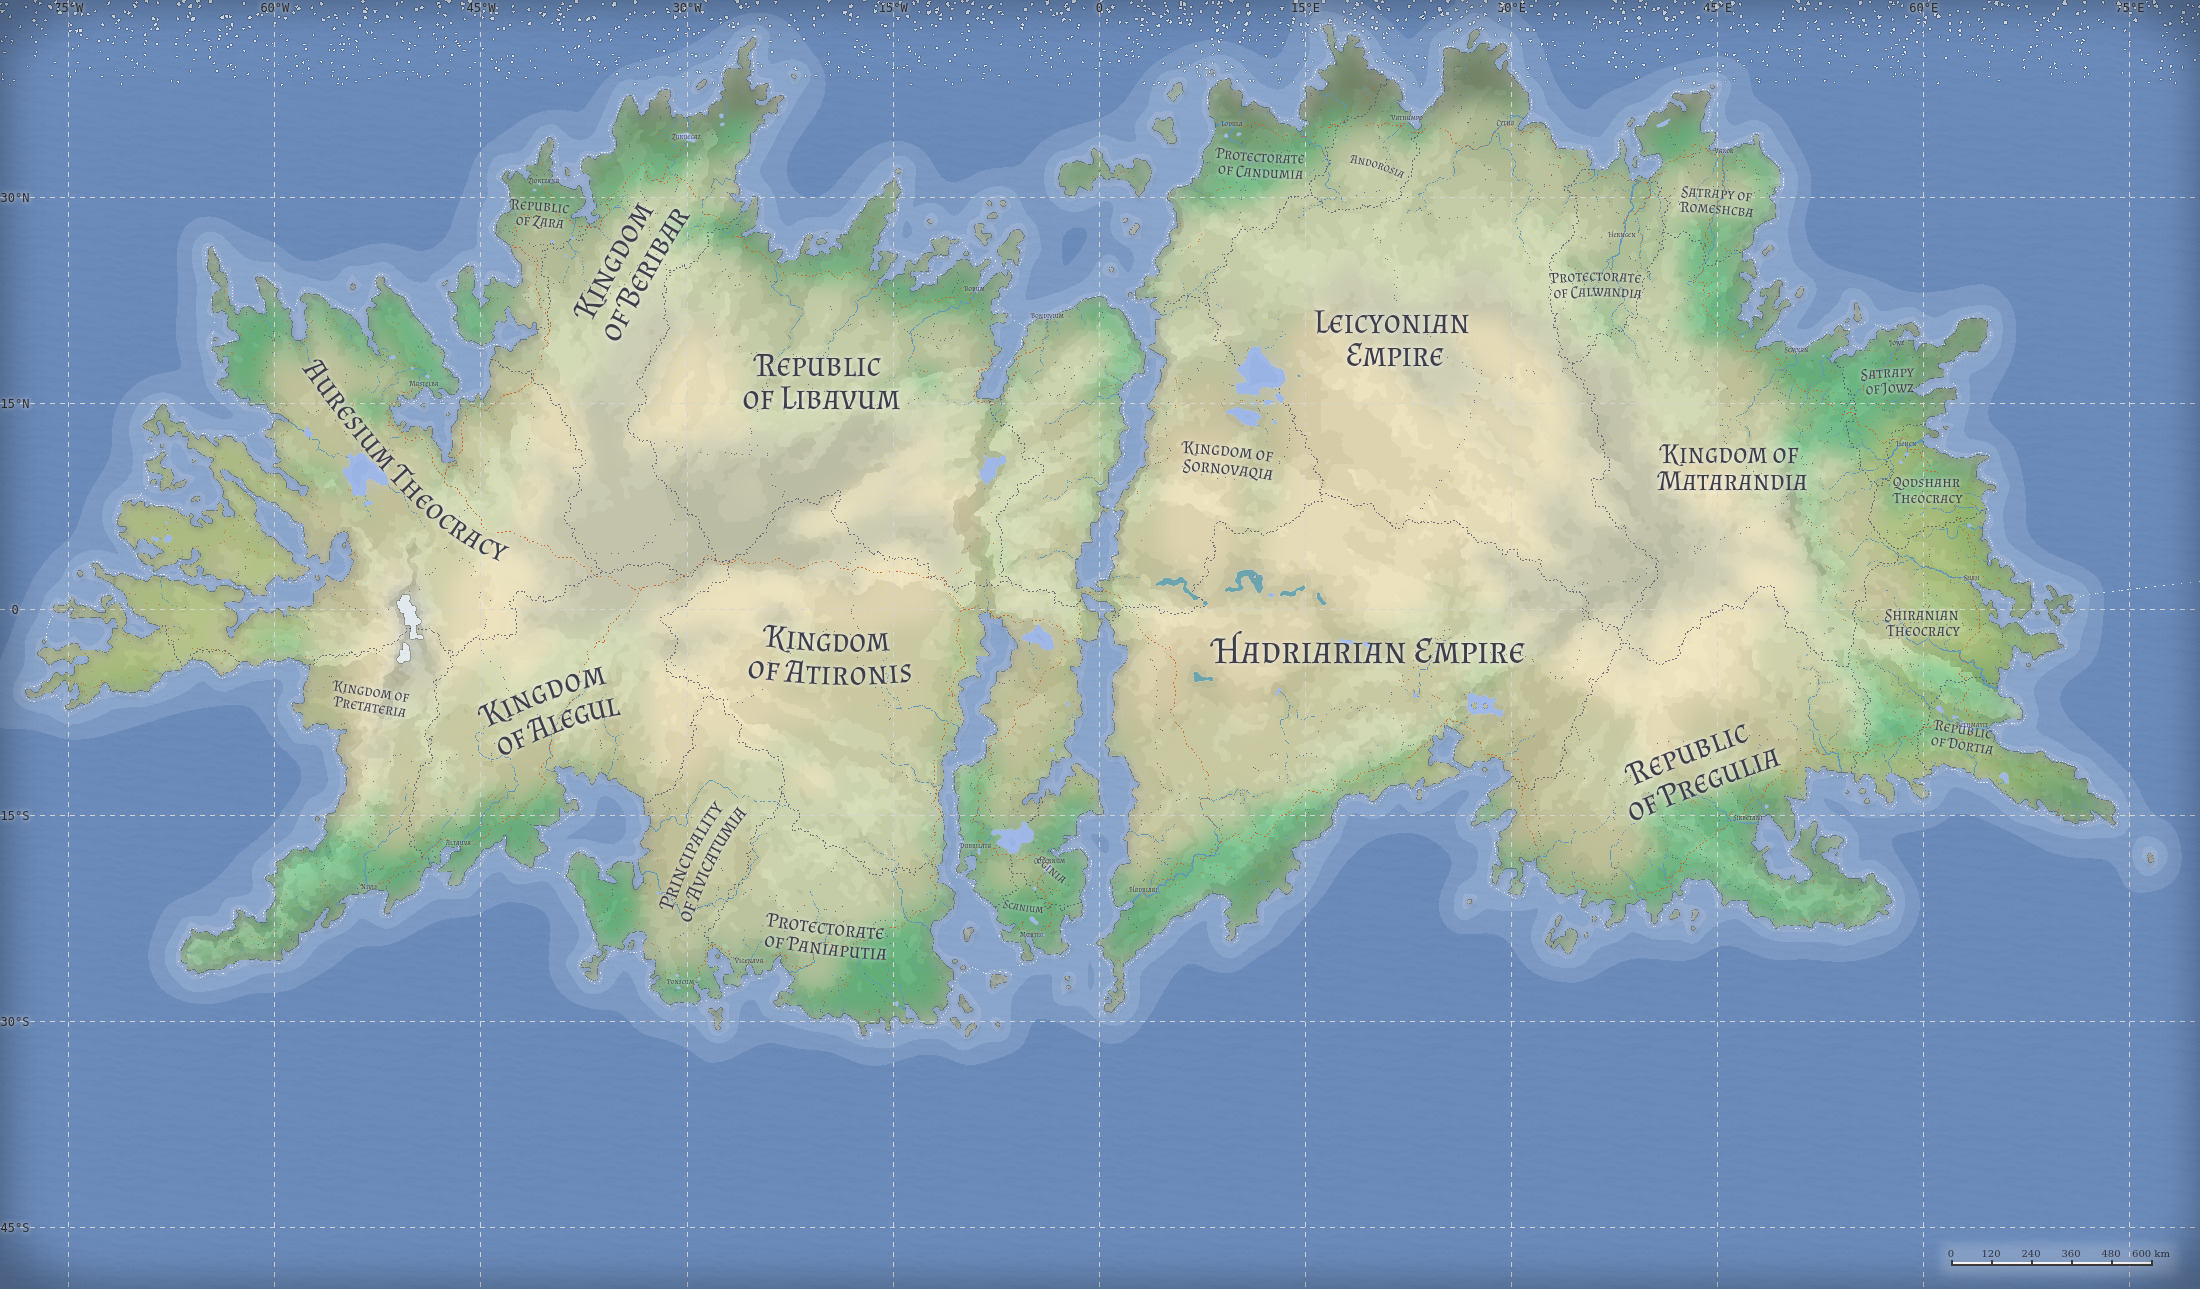 75°W 60°W 45°W 30°W 15°W 0 15°E 30°E 45°E 60°E 75°E
30°N
15°N
0
15°S
30°S
45°S
Republic
of Zara
Kingdom
of Beribar
Auresium Theocracy
Republic
of Libavum
Kingdom of
Pretateria
Kingdom
of Alegul
Kingdom
of Atironis
Principality
of Avicatumia
Protectorate
of Paniaputia
Scanium
Protectorate
of Candumia
Andorosia
Leicyonian
Empire
Kingdom of
Sornovaqia
Hadriarian Empire
Protectorate
of Calwandia
Satrapy of
Romeshcba
Satrapy
of Jowz
Kingdom of
Matarandia
Qodshahr
Theocracy
Shiranian
Theocracy
Republic
of Dortia
Republic
of Pregulia
0 120 240 360 480 600 km